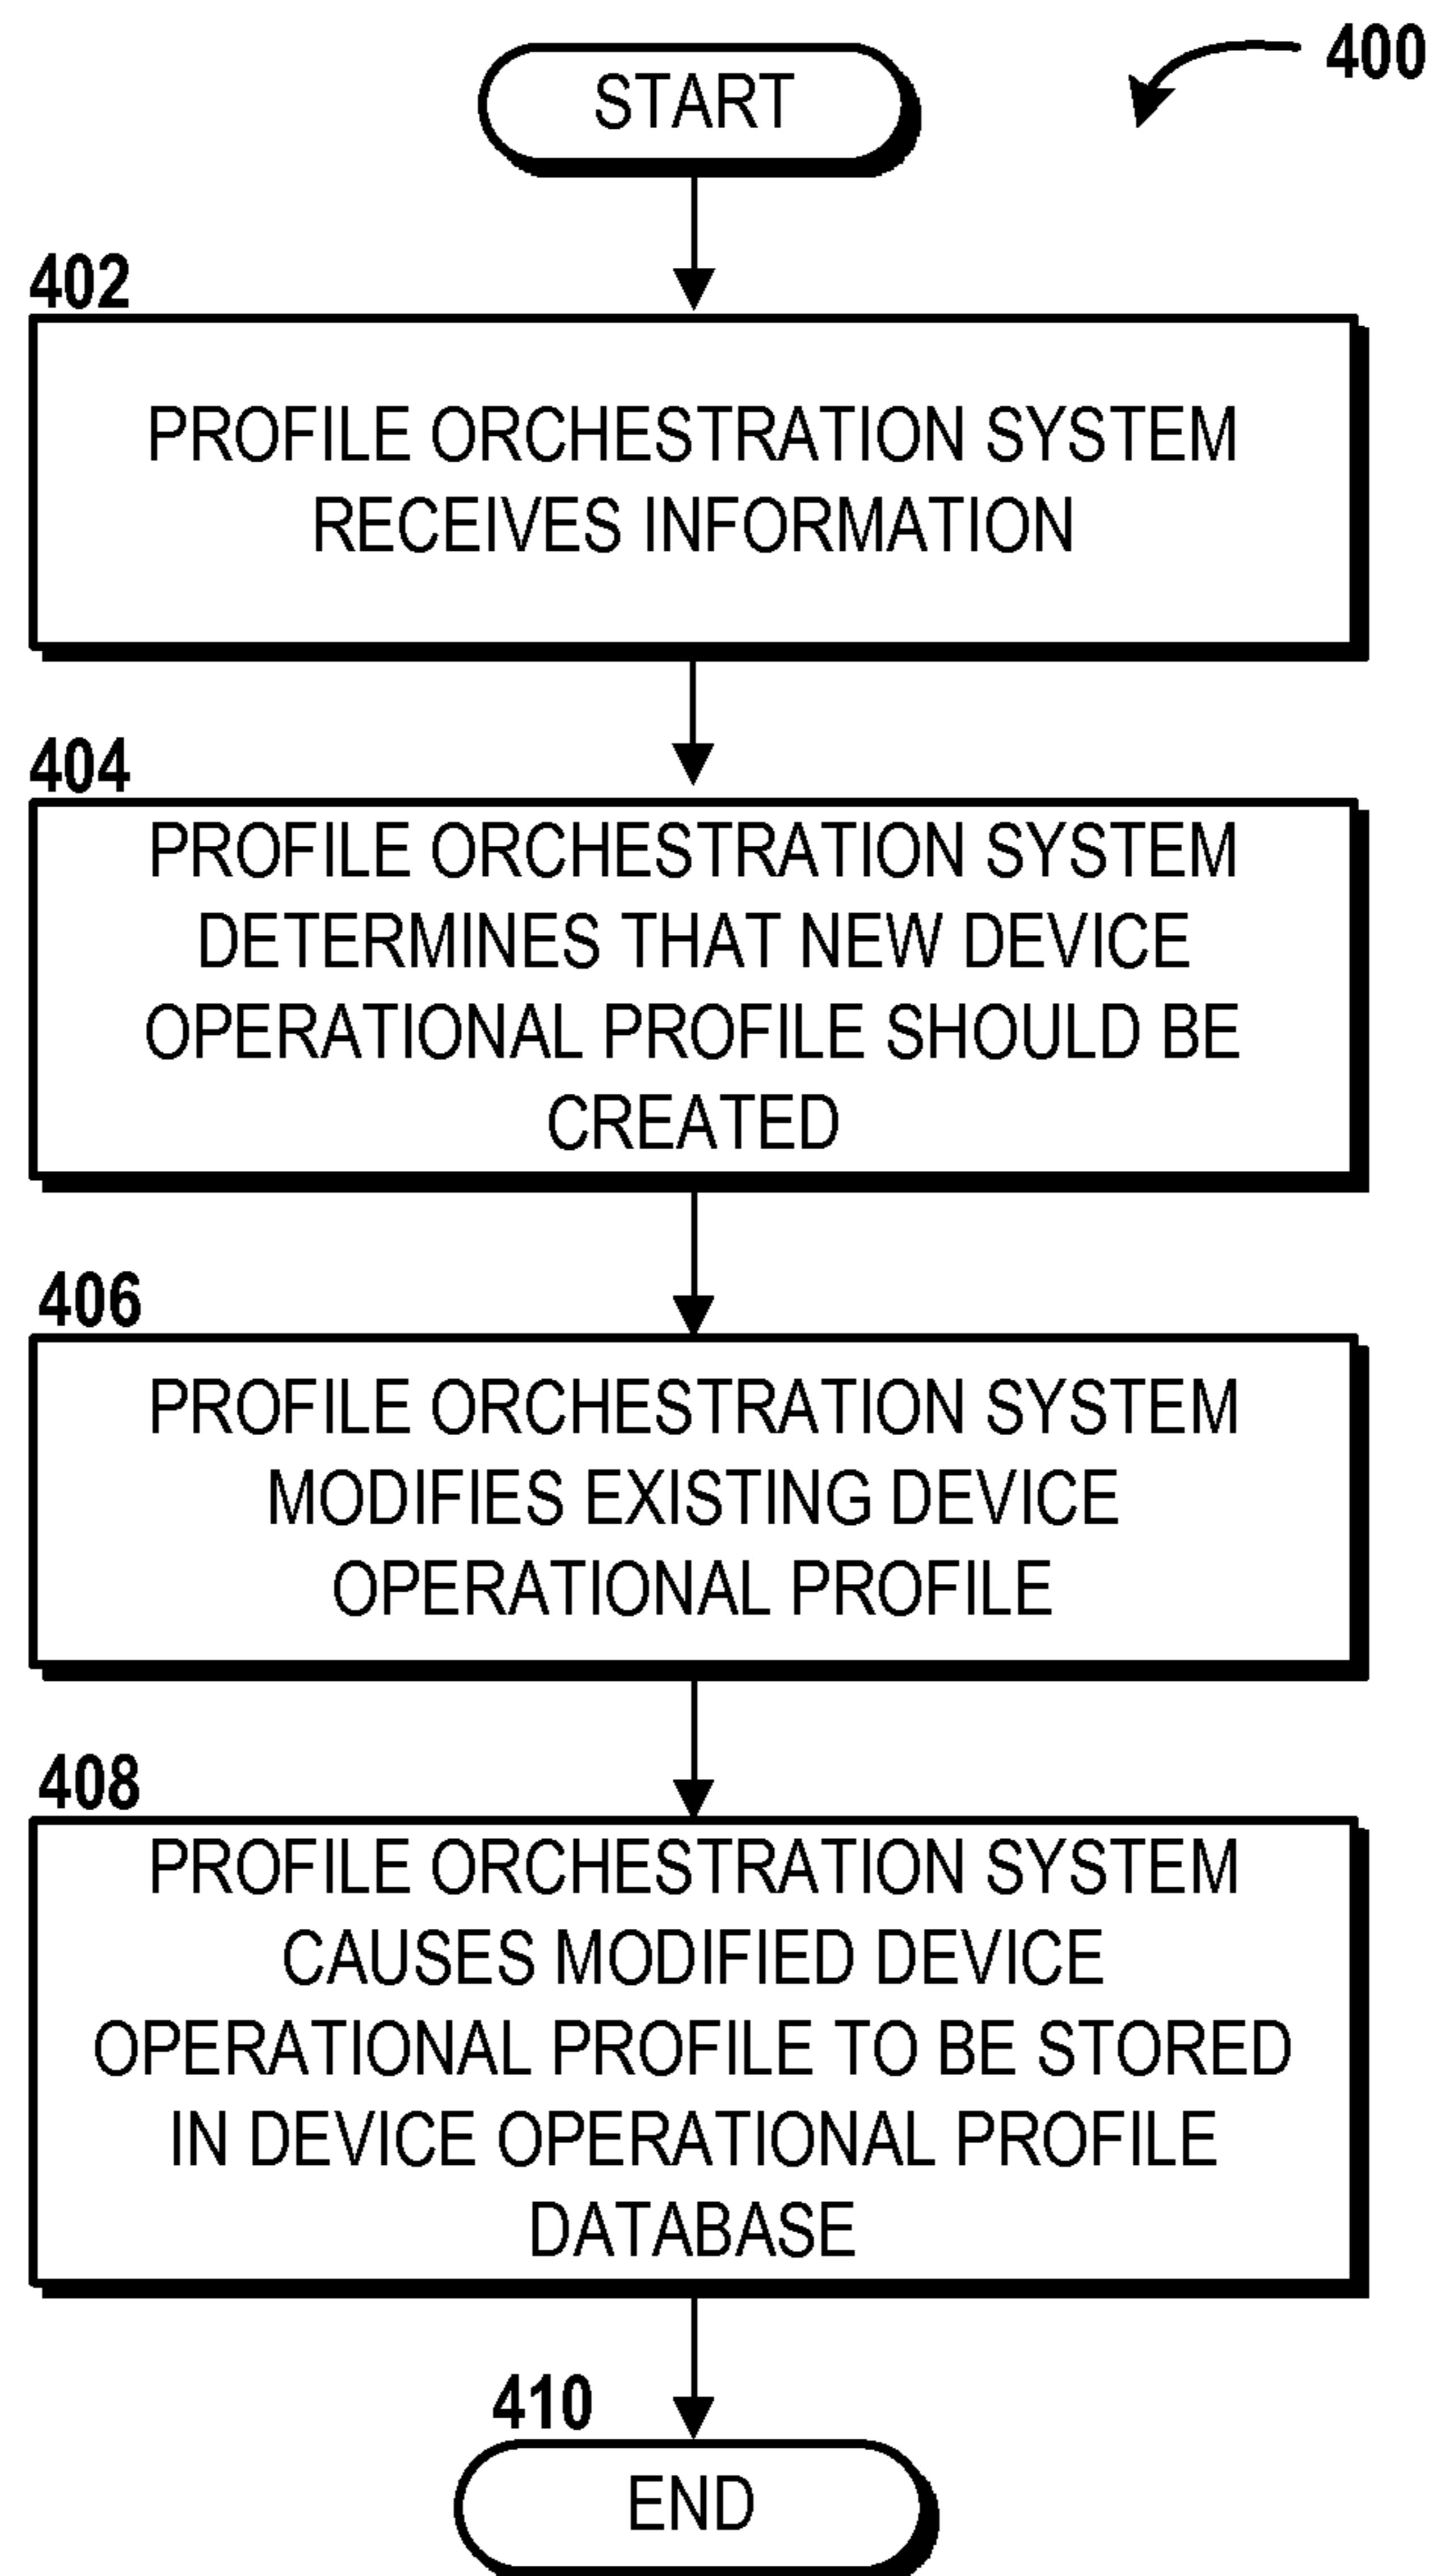 400
START
402
PROFILE ORCHESTRATION SYSTEM
RECEIVES INFORMATION
404
PROFILE ORCHESTRATION SYSTEM
DETERMINES THAT NEW DEVICE
OPERATIONAL PROFILE SHOULD BE
CREATED
406
PROFILE ORCHESTRATION SYSTEM
MODIFIES EXISTING DEVICE
OPERATIONAL PROFILE
408
PROFILE ORCHESTRATION SYSTEM
CAUSES MODIFIED DEVICE
OPERATIONAL PROFILE TO BE STORED
IN DEVICE OPERATIONAL PROFILE
DATABASE
410
END